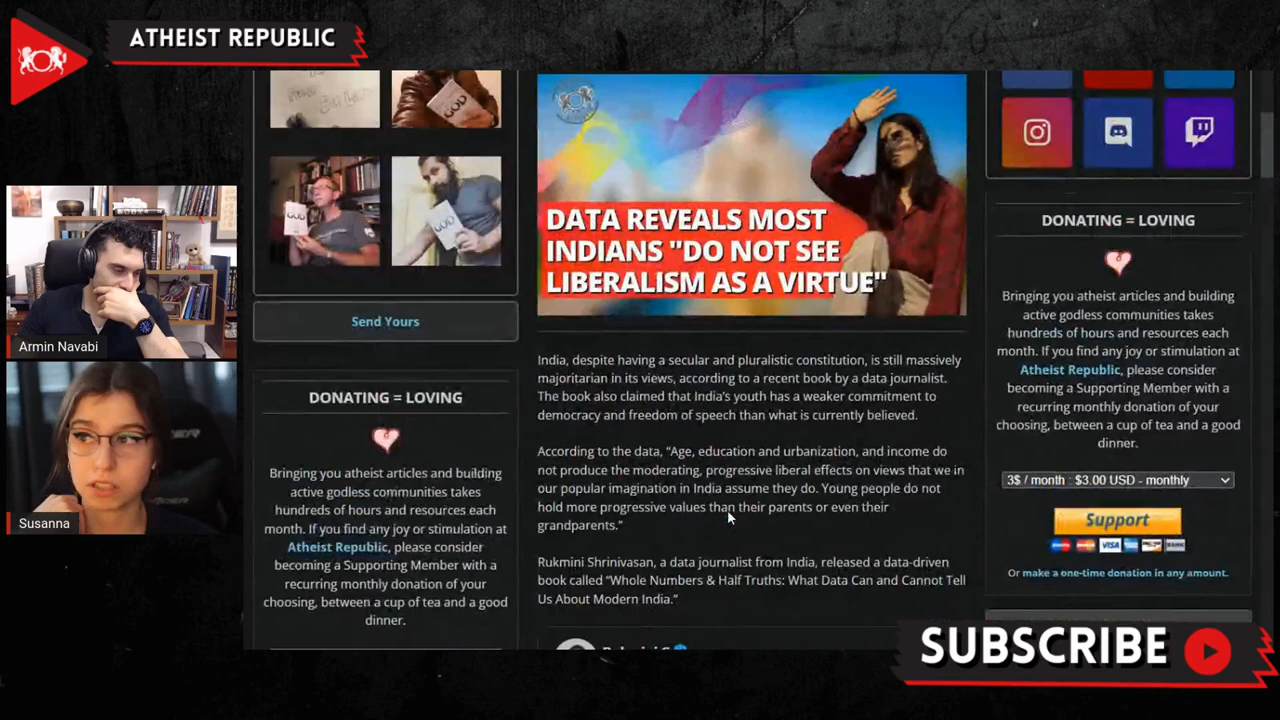 ATHEIST REPUBLIC
Armin Navabi
Susanna
GOD
GOD
Send Yours
DONATING = LOVING
Bringing you atheist articles and building
active godless communities takes
hundreds of hours and resources each
month. If you find any joy or stimulation at
Atheist Republic, please consider
becoming a Supporting Member with a
recurring monthly donation of your
choosing, between a cup of tea and a good
dinner.
DATA REVEALS MOST
INDIANS "DO NOT SEE
LIBERALISM AS A VIRTUE"
India, despite having a secular and pluralistic constitution, is still massively
majoritarian in its views, according to a recent book by a data journalist.
The book also claimed that India's youth has a weaker commitment to
democracy and freedom of speech than what is currently believed.
According to the data, "Age, education and urbanization, and income do
not produce the moderating, progressive liberal effects on views that we in
our popular imagination in India assume they do. Young people do not
hold more progressive values than their parents or even their
grandparents."
Rukmini Shrinivasan, a data journalist from India, released a data-driven
book called "Whole Numbers & Half Truths: What Data Can and Cannot Tell
Us About Modern India."
DONATING = LOVING
Bringing you atheist articles and building
active godless communities takes
hundreds of hours and resources each
month. If you find any joy or stimulation at
Atheist Republic, please consider
becoming a Supporting Member with a
recurring monthly donation of your
choosing, between a cup of tea and a good
dinner.
3$ / month : $3.00 USD - monthly
Support
VISA
BANK
Or make a one-time donation in any amount.
SUBSCRIBE